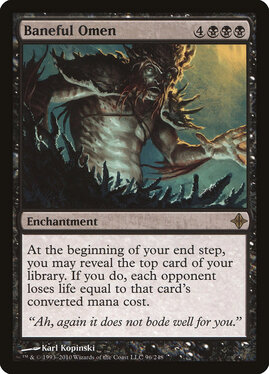 Baneful Omen 4
Enchantment
At the beginning of your end step,
you may reveal the top card of your
library. If you do, each opponent
loses life equal to that card's
converted mana cost.
"Ah, again it does not bode well for you."
Karl Kopinski
™ & © 1993–2010 Wizards of the Coast LLC 96/248